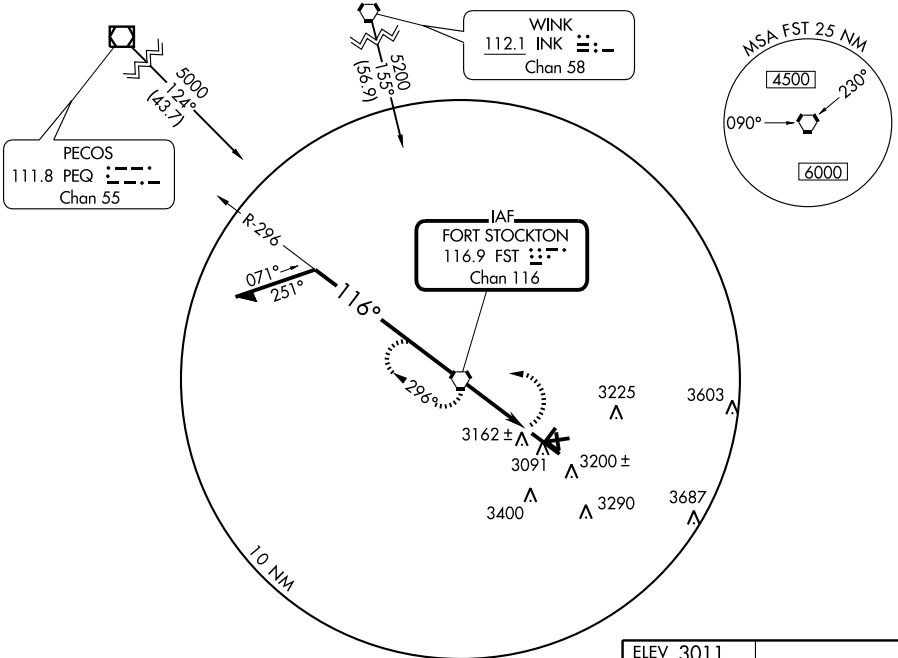 WINK
112.1 INK
Chan 58
5200
155°
(56.9)
5000
124°
(43.7)
PECOS
111.8 PEQ
Chan 55
MSA FST 25 NM
4500
230°
090°
6000
R-296
IAF
FORT STOCKTON
116.9 FST
Chan 116
071°
251°
116°
296°
3225
3603
3162 ±
3091
3200 ±
3400
3290
3687
10 NM
ELEV 3011